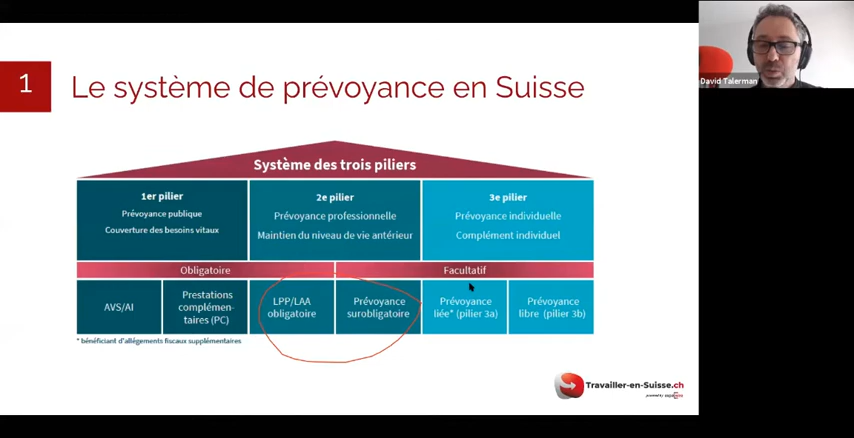 1
Le système de prévoyance en Suisse
David Talerman
Système des trois piliers
1er pilier
Prévoyance publique
Couverture des besoins vitaux
2e pilier
Prévoyance professionnelle
Maintien du niveau de vie antérieur
3e pilier
Prévoyance individuelle
Complément individuel
Obligatoire
Facultatif
AVS/AI
Prestations
complémen-
taires (PC)
LPP/LAA
obligatoire
Prévoyance
surobligatoire
Prévoyance
liée* (pilier 3a)
Prévoyance
libre (pilier 3b)
* bénéficiant d'allégements fiscaux supplémentaires
Travailler-en-Suisse.ch
powered by